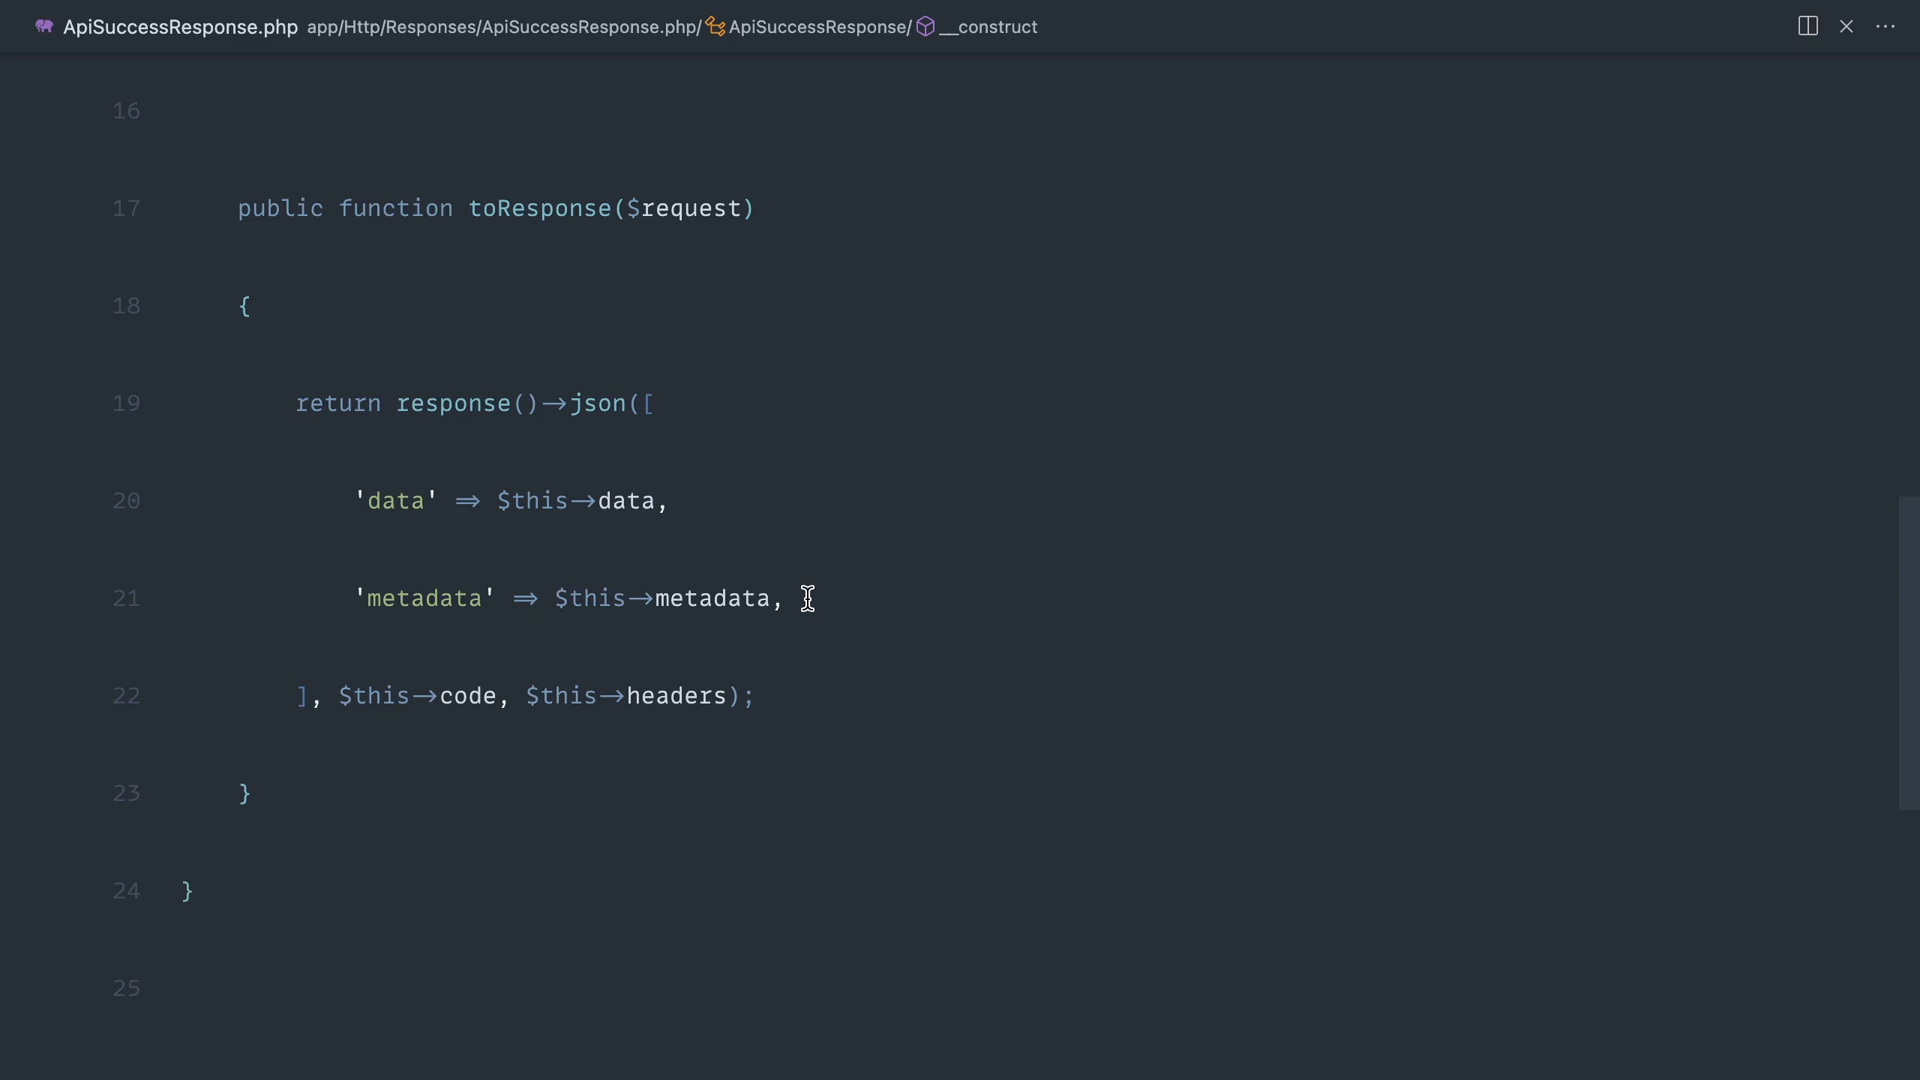 ApiSuccessResponse.php app/Http/Responses/ApiSuccessResponse.php/ApiSuccessResponse/__construct
16
17 public function toResponse($request)
18 {
19 return response()->json([
20 'data' => $this->data,
21 'metadata' => $this->metadata,
22 ], $this->code, $this->headers);
23 }
24 }
25